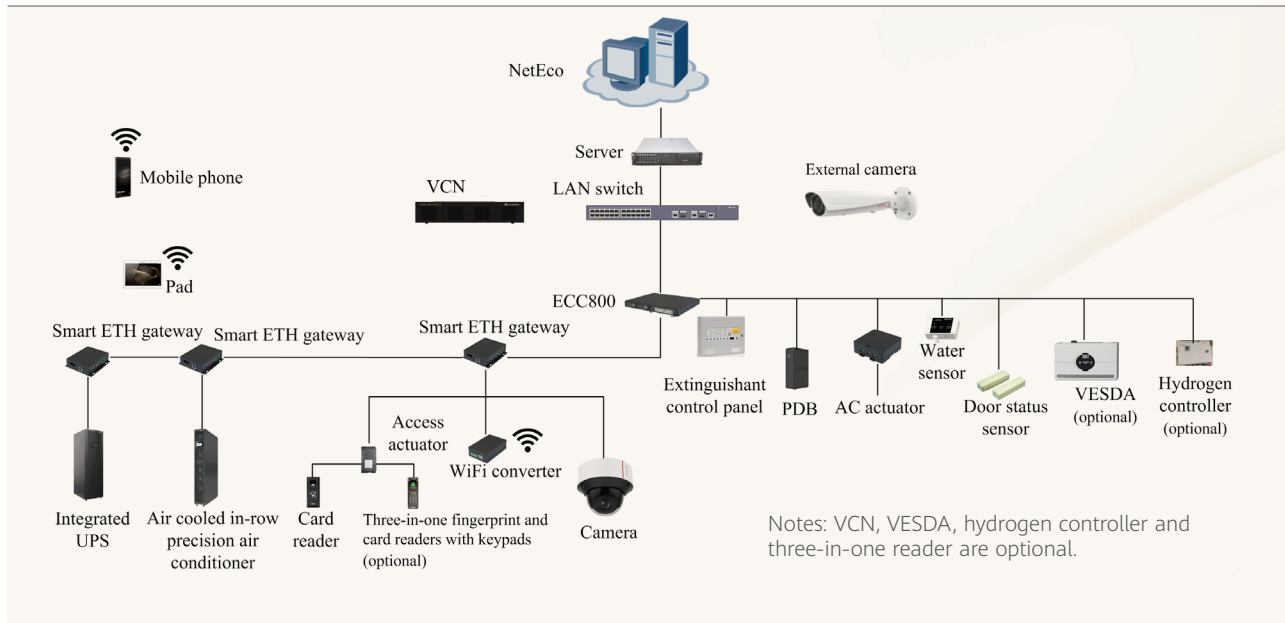 NetEco
Server
Mobile phone
VCN
LAN switch
External camera
Pad
ECC800
Smart ETH gateway
Smart ETH gateway
Smart ETH gateway
Extinguishant
control panel
PDB
AC actuator
Water
sensor
Door status
sensor
VESDA
(optional)
Hydrogen
controller
(optional)
Access
actuator
WiFi converter
Integrated
UPS
Air cooled in-row
precision air
conditioner
Card
reader
Three-in-one fingerprint and
card readers with keypads
(optional)
Camera
Notes: VCN, VESDA, hydrogen controller and
three-in-one reader are optional.